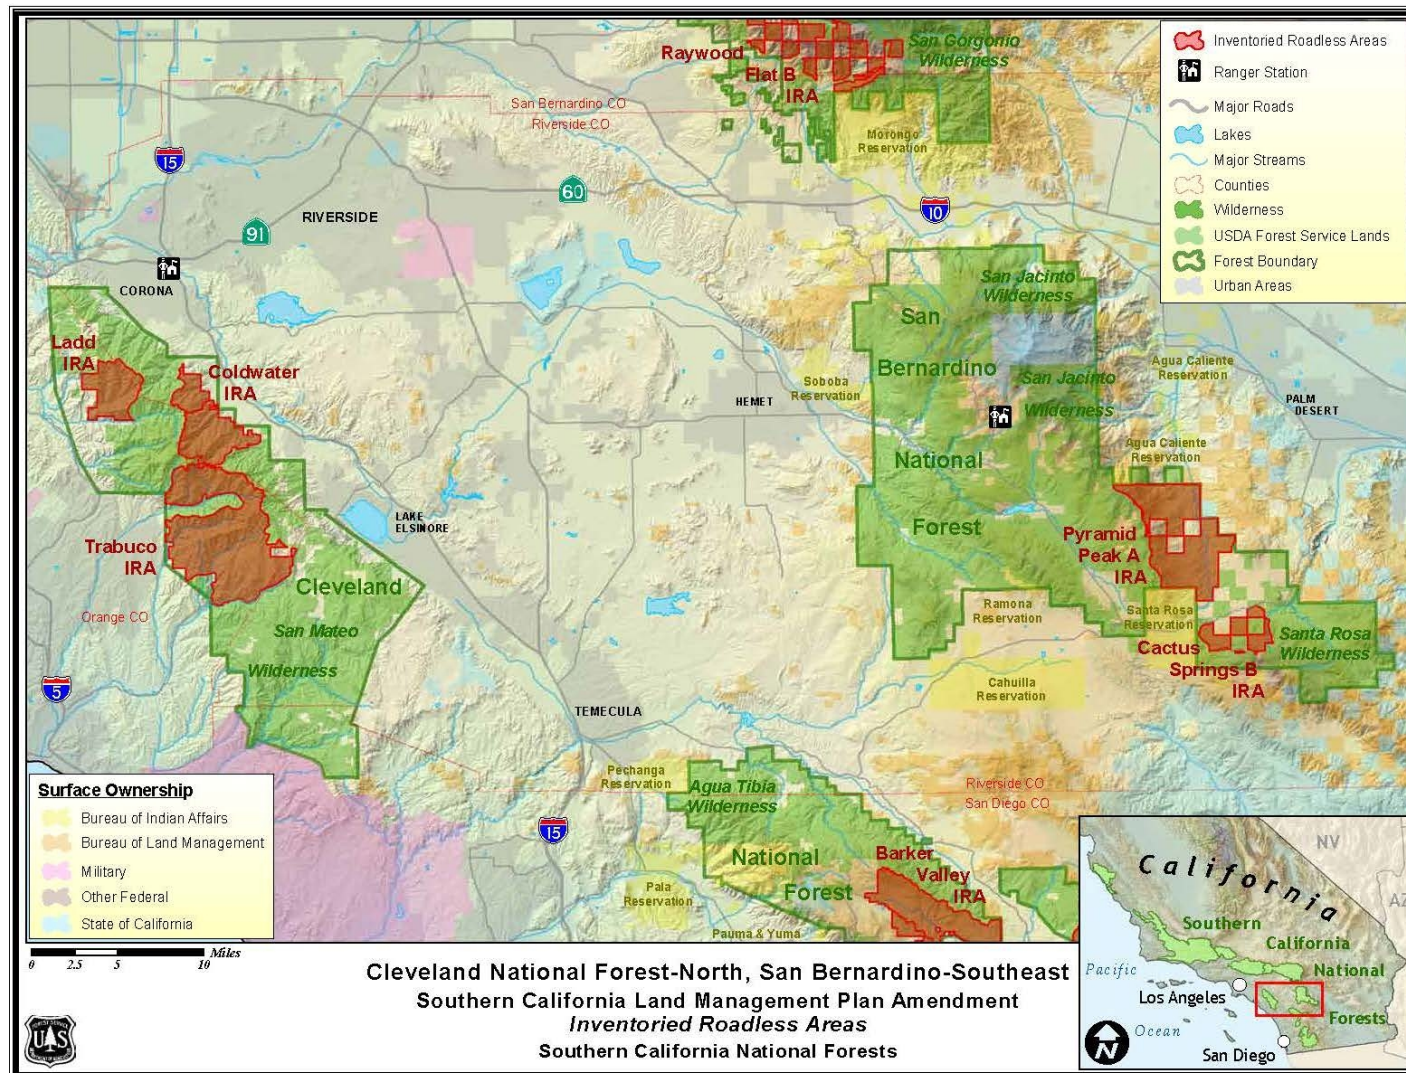 Raywood
Flat B
IRA
San Gorgonio
Wilderness
Inventoried Roadless Areas
Ranger Station
Major Roads
Lakes
Major Streams
Counties
Wilderness
USDA Forest Service Lands
Forest Boundary
Urban Areas
San Bernardino CO
Riverside CO
Morongo
Reservation
15
60
10
91
RIVERSIDE
CORONA
San Jacinto
Wilderness
San
Bernardino
National
Forest
San Jacinto
Wilderness
Ladd
IRA
Coldwater
IRA
Soboba
Reservation
HEMET
Agua Caliente
Reservation
PALM
DESERT
Agua Caliente
Reservation
LAKE
ELSINORE
Trabuco
IRA
Cleveland
Pyramid
Peak A
IRA
Orange CO
San Mateo
Wilderness
Ramona
Reservation
Santa Rosa
Reservation
Cactus
Springs B
IRA
Santa Rosa
Wilderness
5
Cahuilla
Reservation
TEMECULA
Pechanga
Reservation
Agua Tibia
Wilderness
Riverside CO
San Diego CO
15
National
Forest
Barker
Valley
IRA
Pala
Reservation
Pauma & Yuma
Surface Ownership
Bureau of Indian Affairs
Bureau of Land Management
Military
Other Federal
State of California
0 2.5 5 10 Miles
Cleveland National Forest-North, San Bernardino-Southeast
Southern California Land Management Plan Amendment
Inventoried Roadless Areas
Southern California National Forests
FOREST SERVICE
U S
DEPARTMENT OF AGRICULTURE
NV
AZ
California
Southern
California
National
Forests
Pacific
Ocean
Los Angeles
San Diego
N